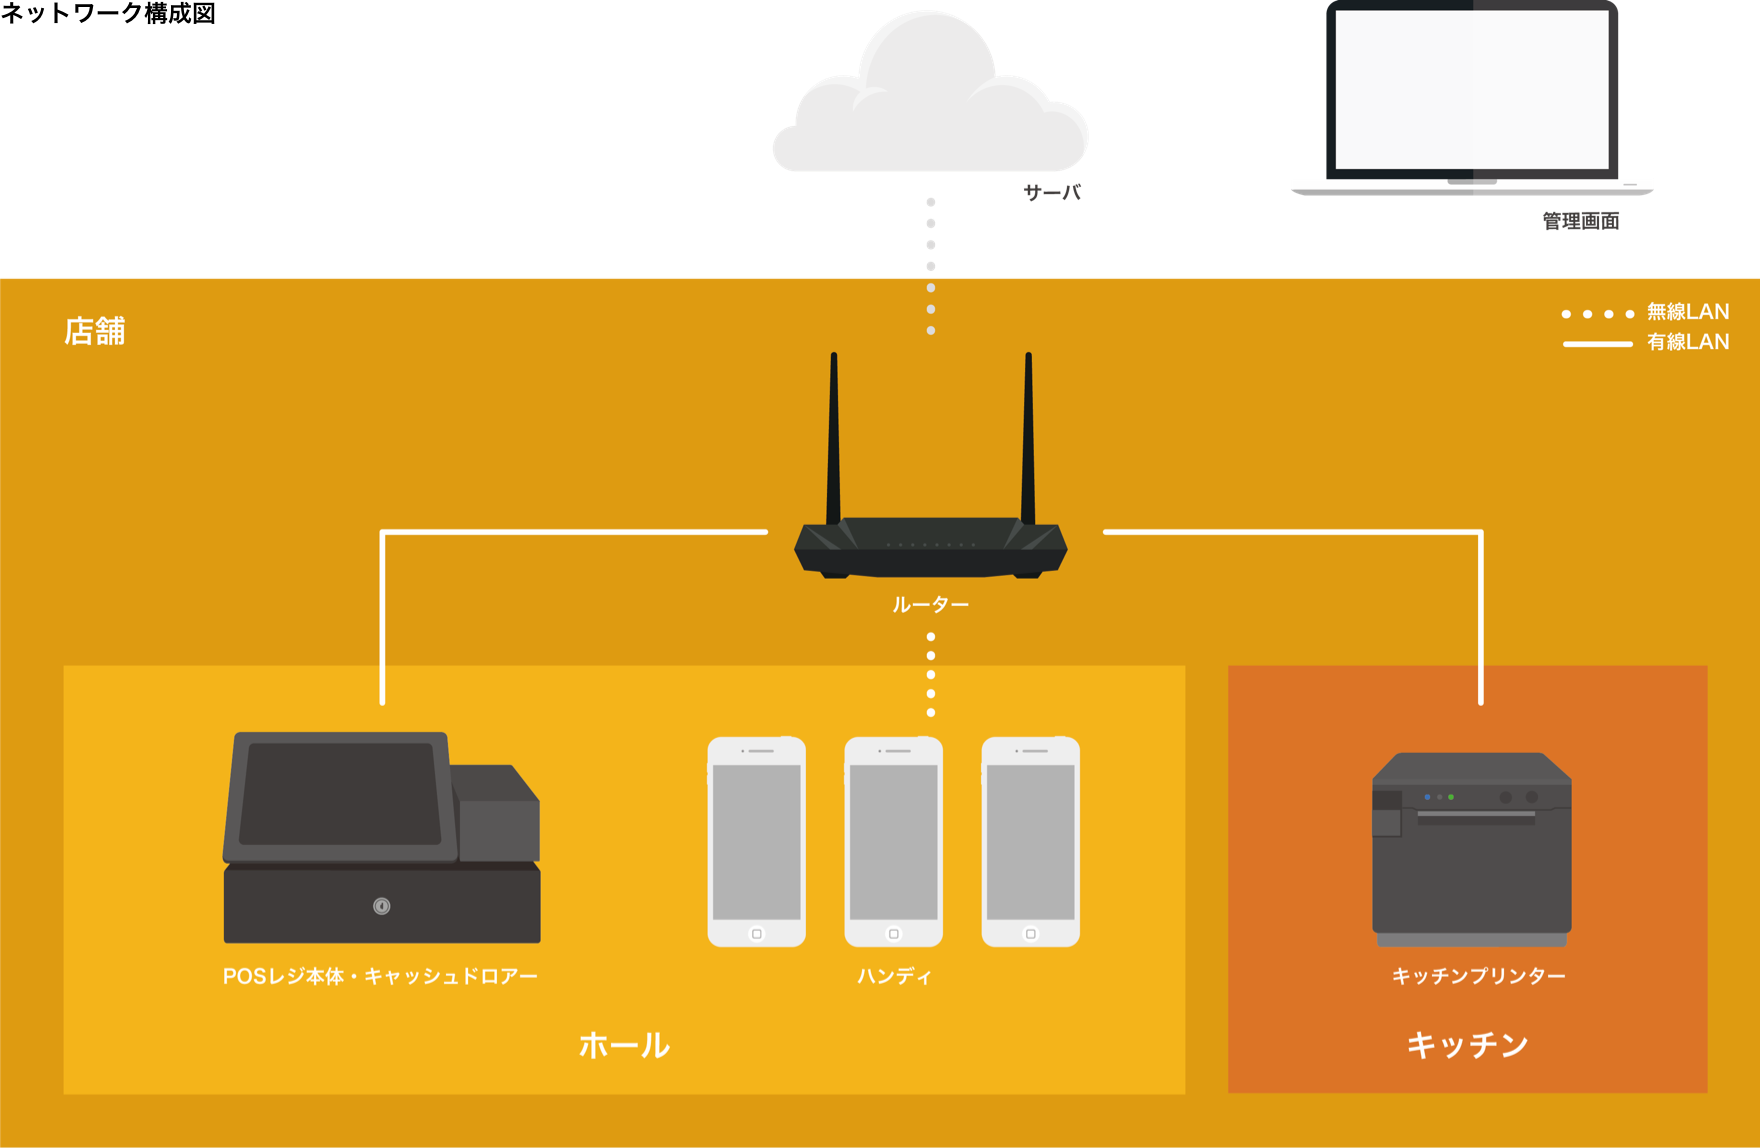 ネットワーク構成図
サーバ
管理画面
店舗
無線LAN
有線LAN
ルーター
POSレジ本体・キャッシュドロアー
ハンディ
キッチンプリンター
ホール
キッチン